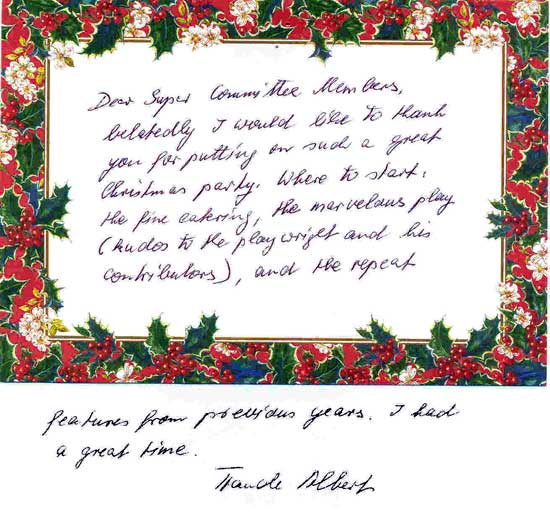 Dear Super Committee Members,
belatedly I would like to thank
you for putting on such a great
Christmas party. Where to start.
the fine catering, the marvelous play
(kudos to the playwright and his
contributors), and the repeat
features from previous years. I had
a great time.
Traude Albert